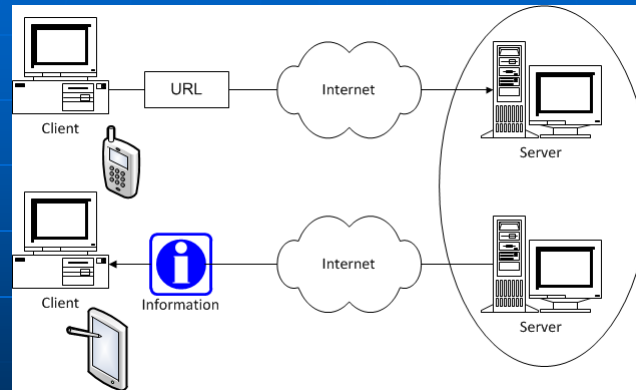 URL
Internet
Client
Server
Internet
Client
Information
Server